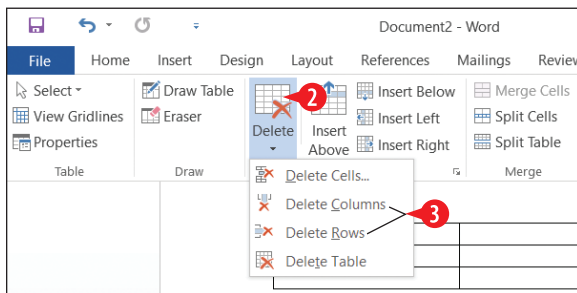 Document2 - Word
File Home Insert Design Layout References Mailings Review
Select Draw Table Insert Below Merge Cells
View Gridlines Eraser Insert Left Split Cells
Properties Delete Insert Above Insert Right Split Table
Table Draw Merge
2
Delete Cells...
Delete Columns
3
Delete Rows
Delete Table